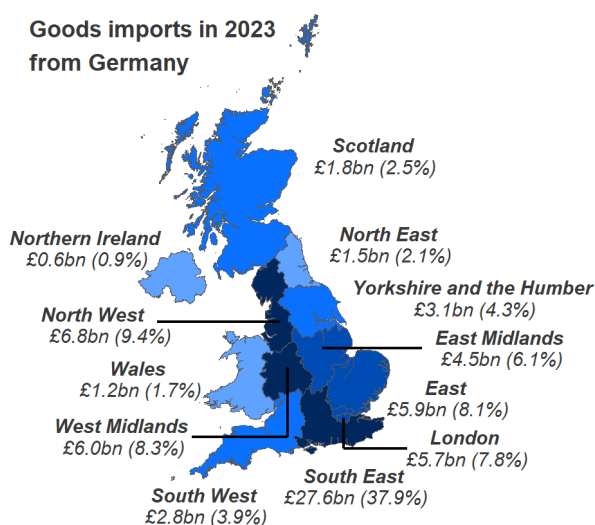 Goods imports in 2023
from Germany
Scotland
£1.8bn (2.5%)
Northern Ireland
£0.6bn (0.9%)
North East
£1.5bn (2.1%)
Yorkshire and the Humber
£3.1bn (4.3%)
North West
£6.8bn (9.4%)
East Midlands
£4.5bn (6.1%)
Wales
£1.2bn (1.7%)
East
£5.9bn (8.1%)
West Midlands
£6.0bn (8.3%)
London
£5.7bn (7.8%)
South West
£2.8bn (3.9%)
South East
£27.6bn (37.9%)